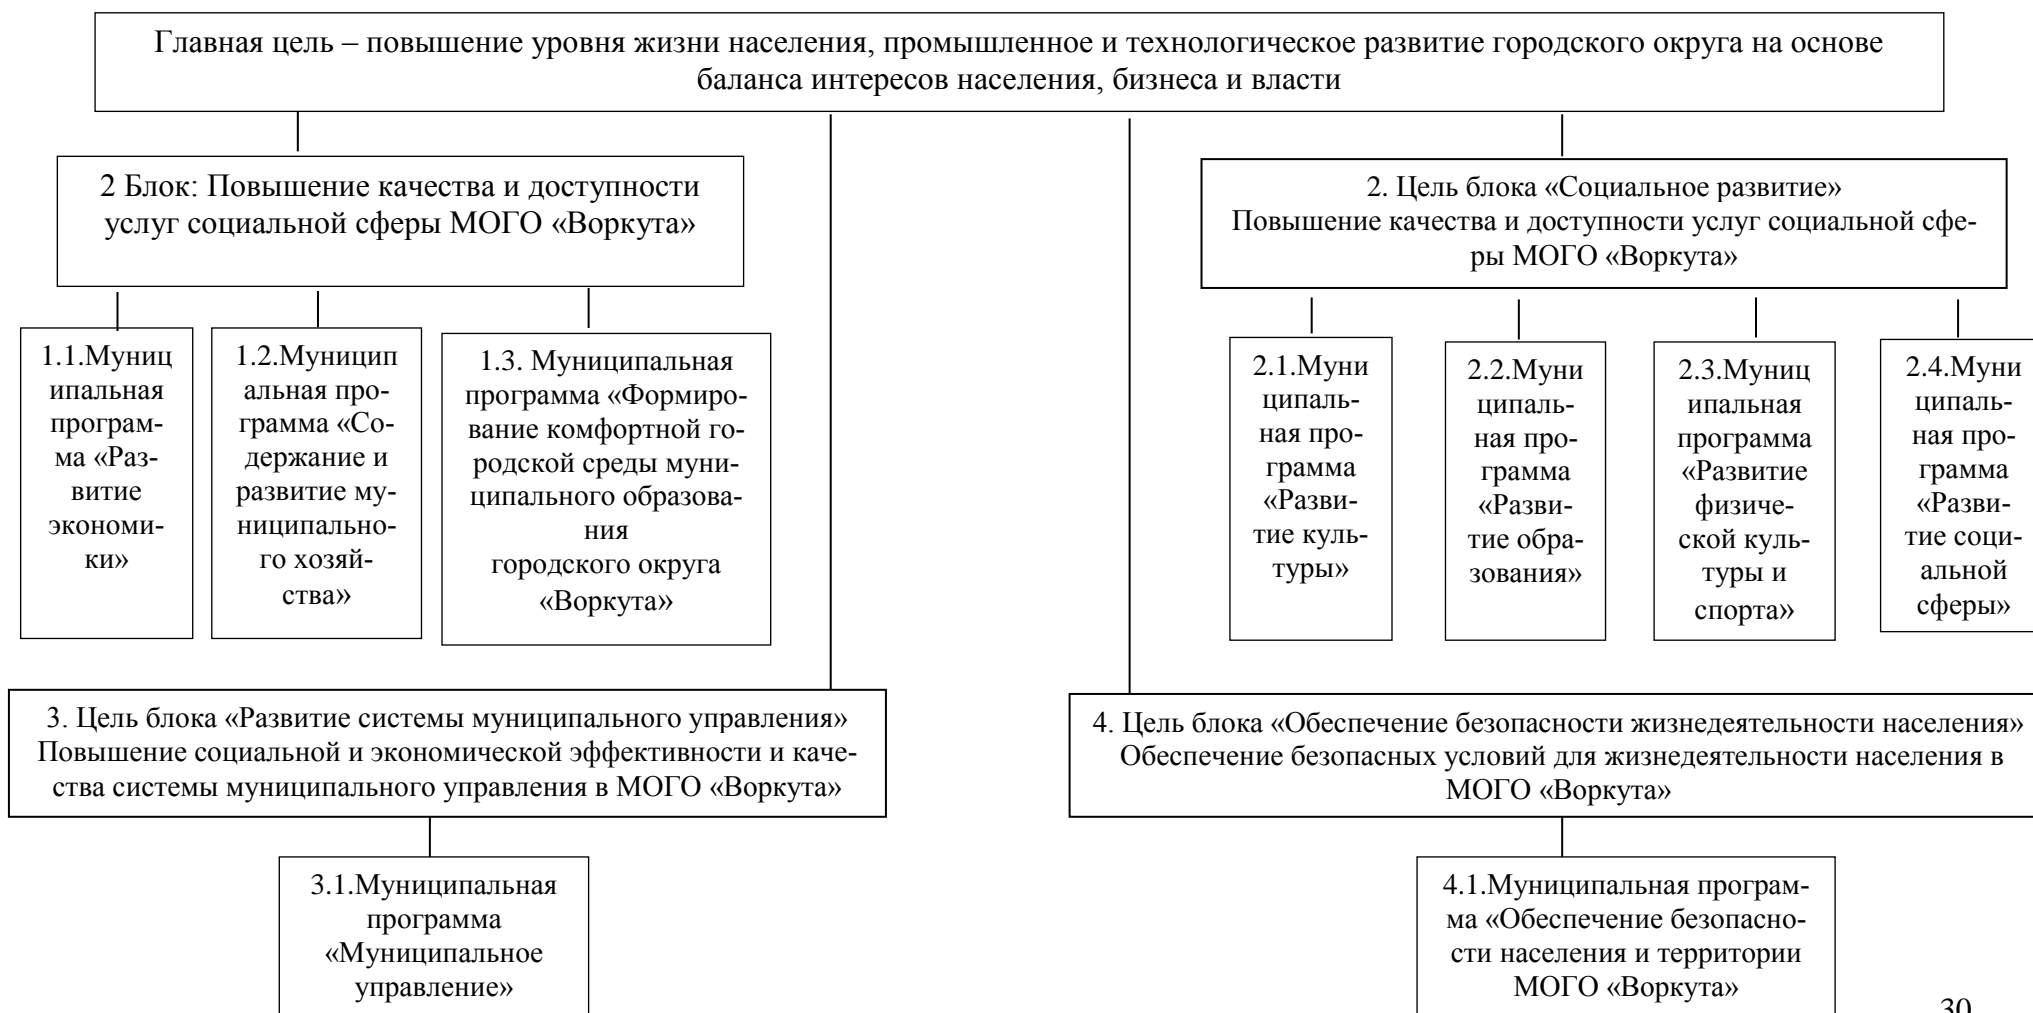 Главная цель – повышение уровня жизни населения, промышленное и технологическое развитие городского округа на основе
баланса интересов населения, бизнеса и власти
2 Блок: Повышение качества и доступности
услуг социальной сферы МОГО «Воркута»
2. Цель блока «Социальное развитие»
Повышение качества и доступности услуг социальной сфе-
ры МОГО «Воркута»
1.1.Муниц
ипальная
програм-
ма «Раз-
витие
экономи-
ки»
1.2.Муницип
альная про-
грамма «Со-
держание и
развитие му-
ниципально-
го хозяй-
ства»
1.3. Муниципальная
программа «Формиро-
вание комфортной го-
родской среды муни-
ципального образова-
ния
городского округа
«Воркута»
2.1.Муни
ципаль-
ная про-
грамма
«Разви-
тие куль-
туры»
2.2.Муни
ципаль-
ная про-
грамма
«Разви-
тие обра-
зования»
2.3.Муниц
ипальная
программа
«Развитие
физиче-
ской куль-
туры и
спорта»
2.4.Муни
ципаль-
ная про-
грамма
«Разви-
тие соци-
альной
сферы»
3. Цель блока «Развитие системы муниципального управления»
Повышение социальной и экономической эффективности и каче-
ства системы муниципального управления в МОГО «Воркута»
4. Цель блока «Обеспечение безопасности жизнедеятельности населения»
Обеспечение безопасных условий для жизнедеятельности населения в
МОГО «Воркута»
3.1.Муниципальная
программа
«Муниципальное
управление»
4.1.Муниципальная програм-
ма «Обеспечение безопасно-
сти населения и территории
МОГО «Воркута»
30